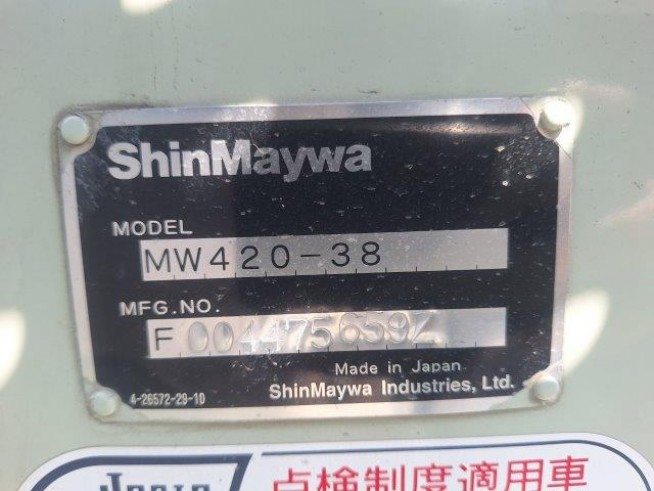 ShinMaywa
MODEL
MW420-38
MFG.NO.
Made in Japan
ShinMaywa Industries, Ltd.
4-26572-29-10
点検制度適用車